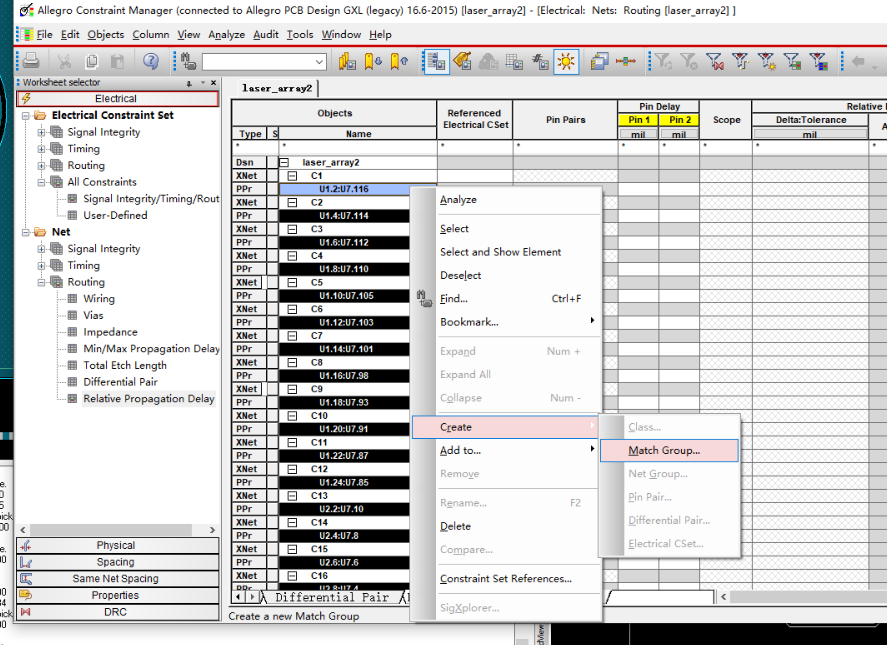 Allegro Constraint Manager (connected to Allegro PCB Design GXL (legacy) 16.6-2015) [laser_array2] - [Electrical: Nets: Routing [laser_array2] ]
File Edit Objects Column View Analyze Audit Tools Window Help
Worksheet selector
Electrical
Electrical Constraint Set
Signal Integrity
Timing
Routing
All Constraints
Signal Integrity/Timing/Rout
User-Defined
Net
Signal Integrity
Timing
Routing
Wiring
Vias
Impedance
Min/Max Propagation Delay
Total Etch Length
Differential Pair
Relative Propagation Delay
Physical
Spacing
Same Net Spacing
Properties
DRC
laser_array2
Objects Referenced Electrical CSet Pin Pairs Pin Delay Scope Relative
Pin 1 Pin 2 Delta:Tolerance
Type S Name mil mil mil
* * * * * * * * *
Dsn laser_array2
XNet C1
PPr U1.2:U7.116
XNet C2
PPr U1.4:U7.114
XNet C3
PPr U1.6:U7.112
XNet C4
PPr U1.8:U7.110
XNet C5
PPr U1.10:U7.105
XNet C6
PPr U1.12:U7.103
XNet C7
PPr U1.14:U7.101
XNet C8
PPr U1.16:U7.98
XNet C9
PPr U1.18:U7.93
XNet C10
PPr U1.20:U7.91
XNet C11
PPr U1.22:U7.87
XNet C12
PPr U1.24:U7.85
XNet C13
PPr U2.2:U7.10
XNet C14
PPr U2.4:U7.8
XNet C15
PPr U2.6:U7.6
XNet C16
PPr U2.8:U7.4
Differential Pair
Create a new Match Group
Analyze
Select
Select and Show Element
Deselect
Find... Ctrl+F
Bookmark...
Expand Num +
Expand All
Collapse Num -
Create
Add to...
Remove
Rename... F2
Delete
Compare...
Constraint Set References...
SigXplorer...
Class...
Match Group...
Net Group...
Pin Pair...
Differential Pair...
Electrical CSet...